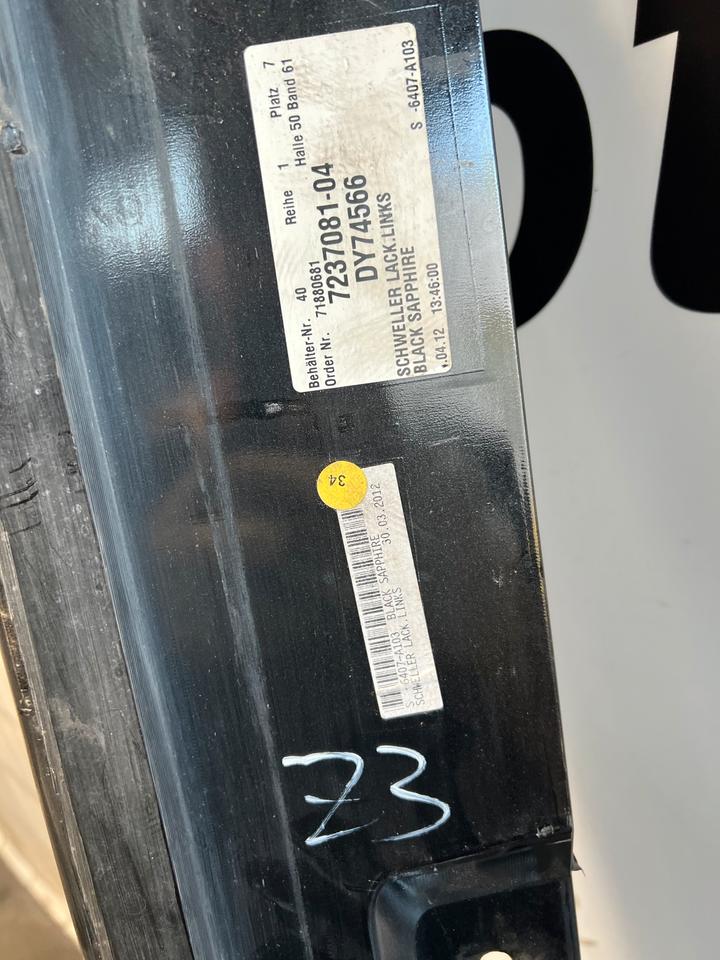 Behälter-Nr. 40 Reihe 1 Platz 7
Order Nr. 71880681 Halle 50 Band 61
7237081-04
DY74566
SCHWELLER LACK.LINKS
BLACK SAPPHIRE S -6407-A103
.04.12 13:46:00
34
S -6407-A103 BLACK SAPPHIRE 30.03.2012
SCHWELLER LACK.LINKS
Z3